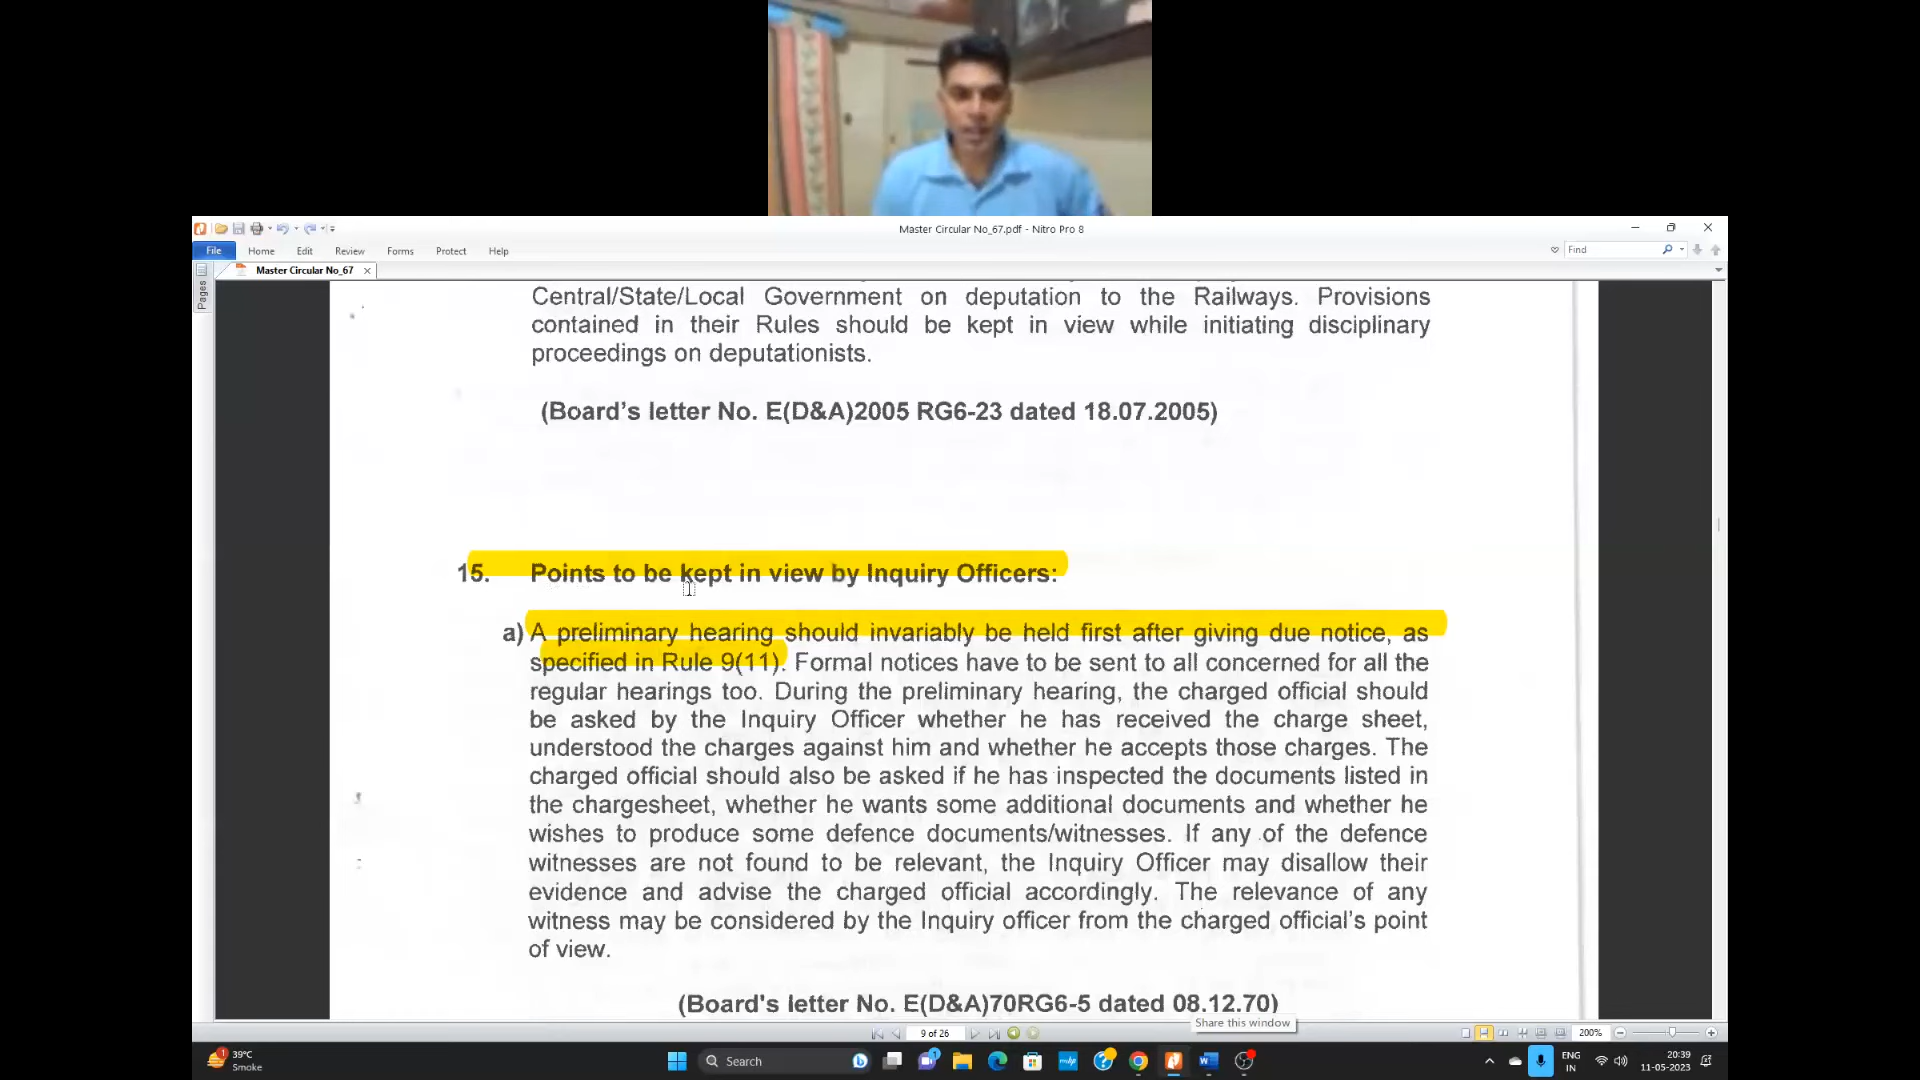 Master Circular No_67.pdf - Nitro Pro 8
File Home Edit Review Forms Protect Help
Find
Master Circular No_67
Pages
Central/State/Local Government on deputation to the Railways. Provisions
contained in their Rules should be kept in view while initiating disciplinary
proceedings on deputationists.
(Board's letter No. E(D&A)2005 RG6-23 dated 18.07.2005)
15. Points to be kept in view by Inquiry Officers:
a) A preliminary hearing should invariably be held first after giving due notice, as
specified in Rule 9(11). Formal notices have to be sent to all concerned for all the
regular hearings too. During the preliminary hearing, the charged official should
be asked by the Inquiry Officer whether he has received the charge sheet,
understood the charges against him and whether he accepts those charges. The
charged official should also be asked if he has inspected the documents listed in
the chargesheet, whether he wants some additional documents and whether he
wishes to produce some defence documents/witnesses. If any of the defence
witnesses are not found to be relevant, the Inquiry Officer may disallow their
evidence and advise the charged official accordingly. The relevance of any
witness may be considered by the Inquiry officer from the charged official's point
of view.
(Board's letter No. E(D&A)70RG6-5 dated 08.12.70)
Share this window
9 of 26
200%
39°C
Smoke
Search
ENG
IN
20:39
11-05-2023